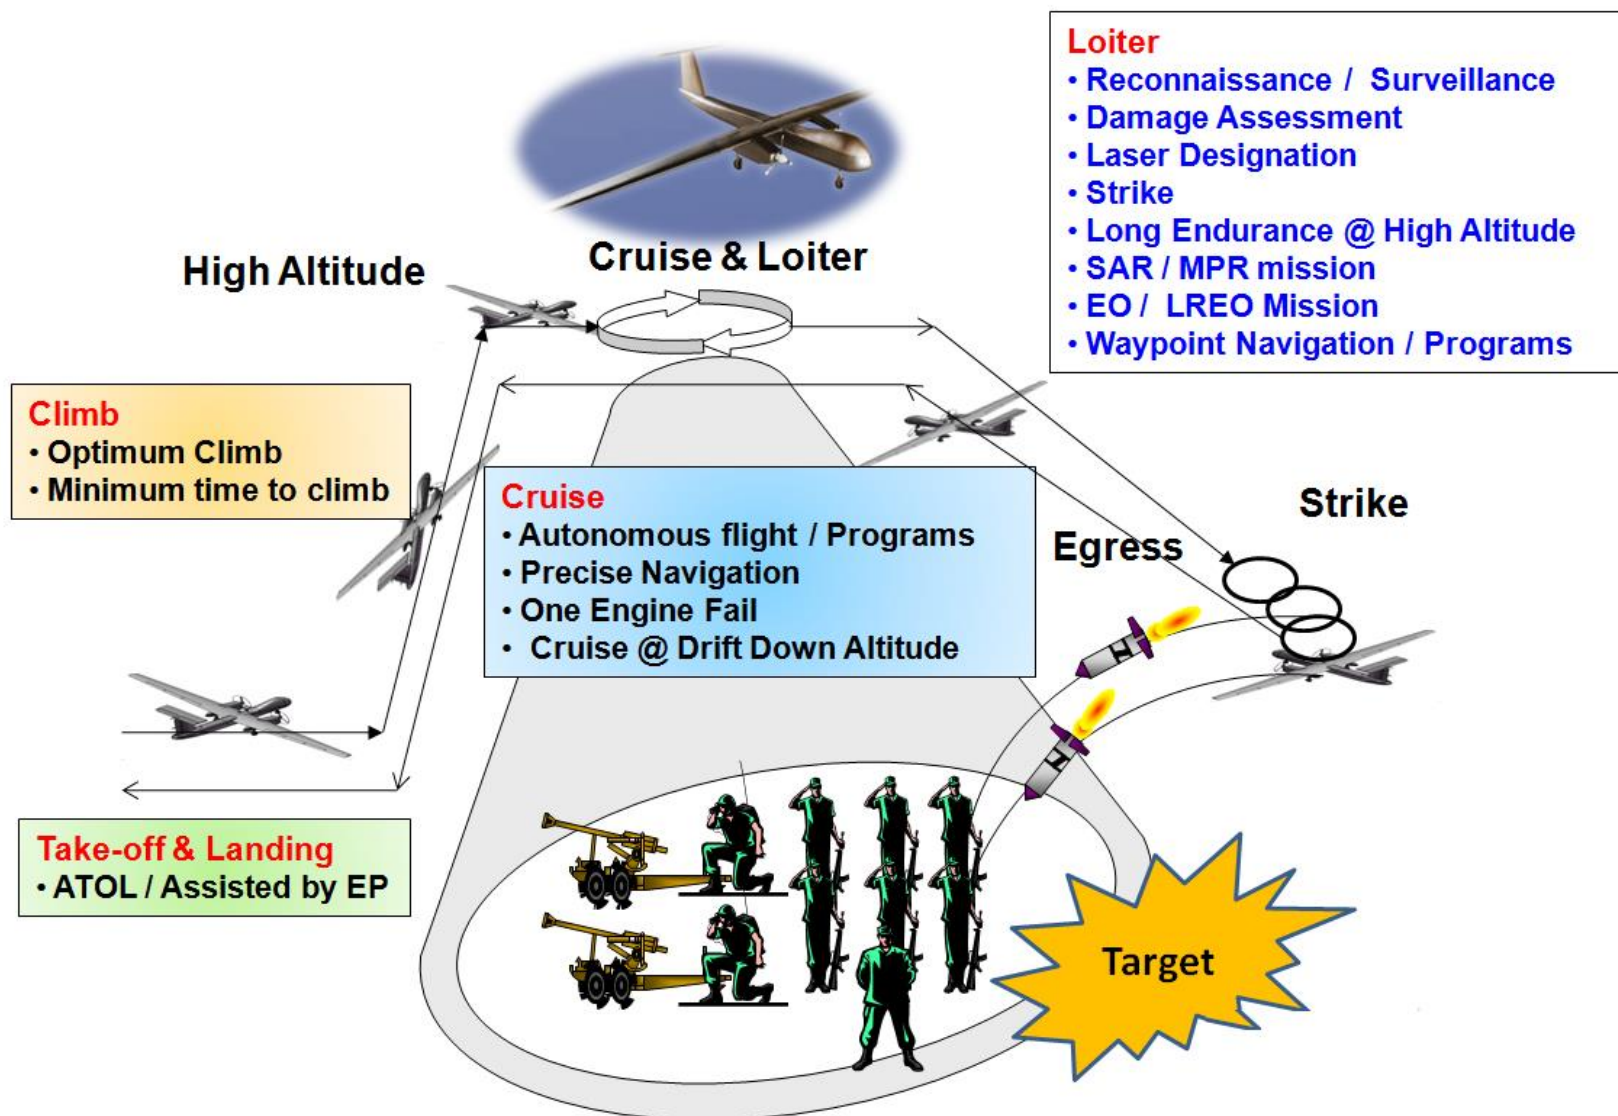 Loiter
• Reconnaissance / Surveillance
• Damage Assessment
• Laser Designation
• Strike
• Long Endurance @ High Altitude
• SAR / MPR mission
• EO / LREO Mission
• Waypoint Navigation / Programs
Cruise & Loiter
High Altitude
Climb
• Optimum Climb
• Minimum time to climb
Cruise
• Autonomous flight / Programs
• Precise Navigation
• One Engine Fail
• Cruise @ Drift Down Altitude
Strike
Egress
Take-off & Landing
• ATOL / Assisted by EP
Target